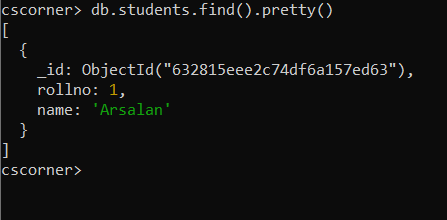 cscorner> db.students.find().pretty()
[
  {
    _id: ObjectId("632815eee2c74df6a157ed63"),
    rollno: 1,
    name: 'Arsalan'
  }
]
cscorner>